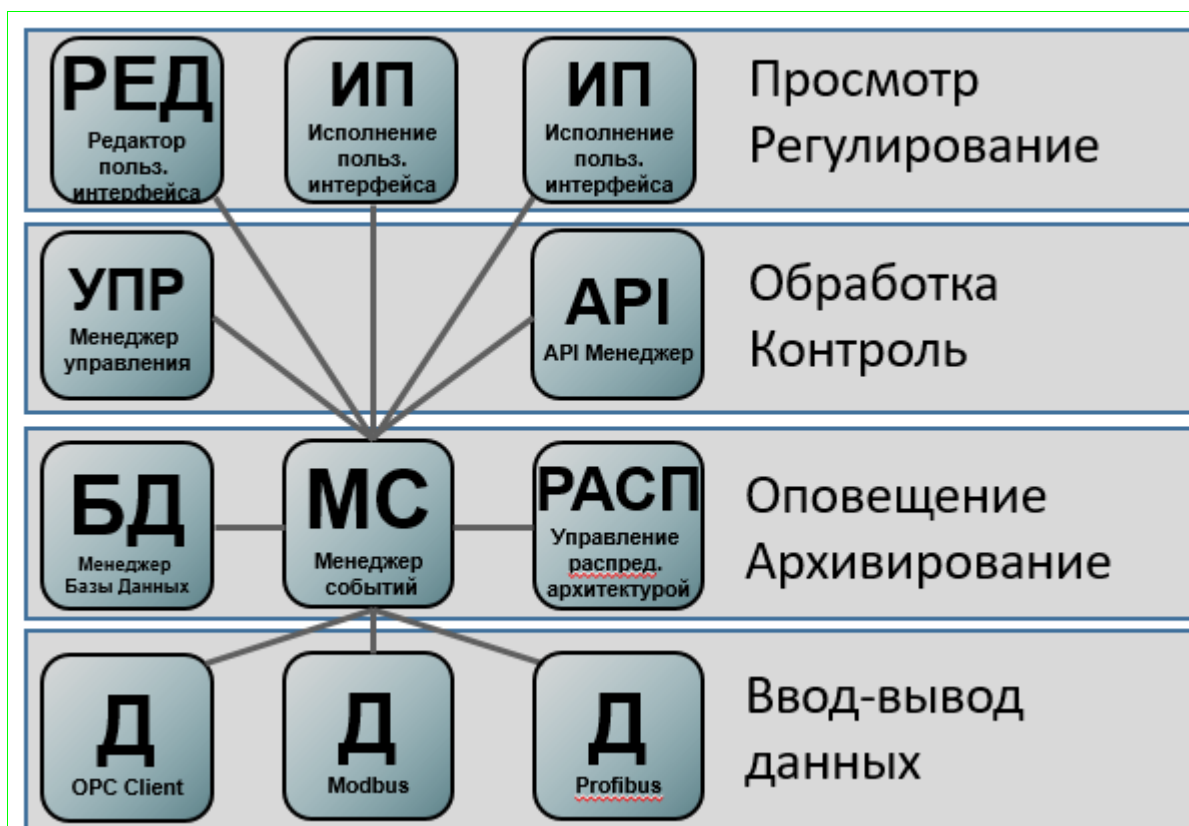 РЕД
Редактор
польз.
интерфейса
ИП
Исполнение
польз.
интерфейса
ИП
Исполнение
польз.
интерфейса
Просмотр
Регулирование
УПР
Менеджер
управления
API
API Менеджер
Обработка
Контроль
БД
Менеджер
Базы Данных
МС
Менеджер
событий
РАСП
Управление
распред.
архитектурой
Оповещение
Архивирование
Д
OPC Client
Д
Modbus
Д
Profibus
Ввод-вывод
данных